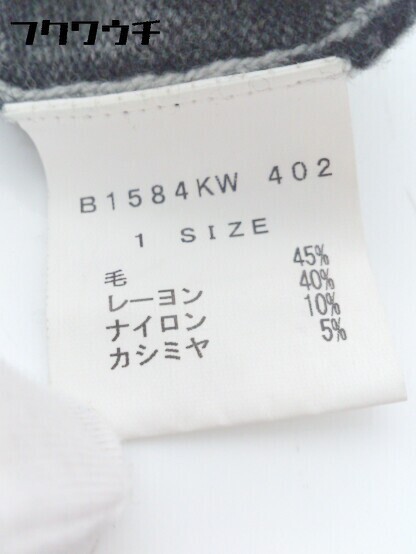 フクワウチ
B1584KW 402
1 SIZE
毛 45%
レーヨン 40%
ナイロン 10%
カシミヤ 5%